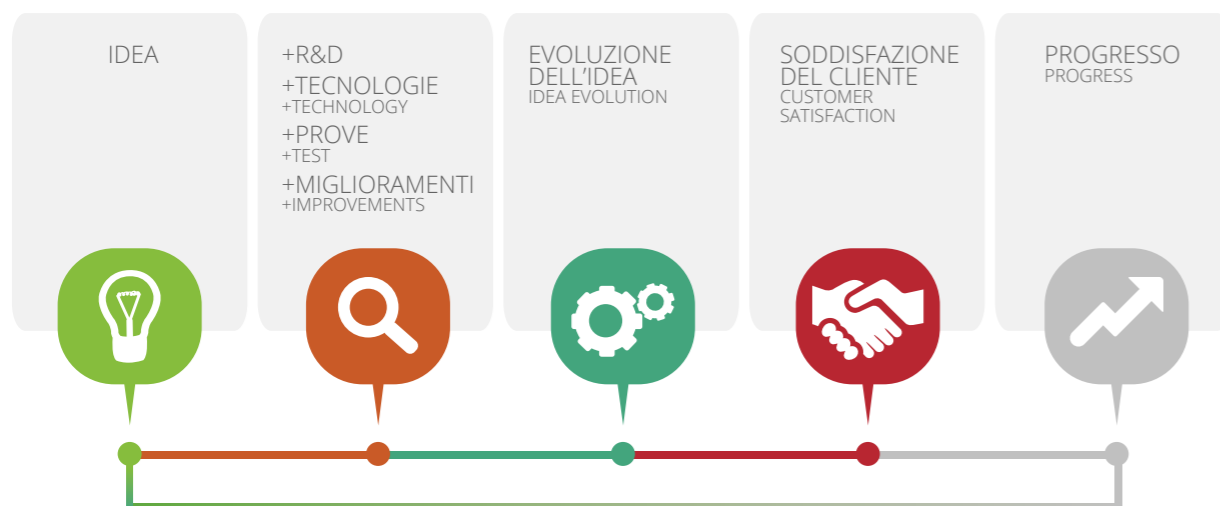 IDEA
+R&D
+TECNOLOGIE
+TECHNOLOGY
+PROVE
+TEST
+MIGLIORAMENTI
+IMPROVEMENTS
EVOLUZIONE
DELL'IDEA
IDEA EVOLUTION
SODDISFAZIONE
DEL CLIENTE
CUSTOMER
SATISFACTION
PROGRESSO
PROGRESS